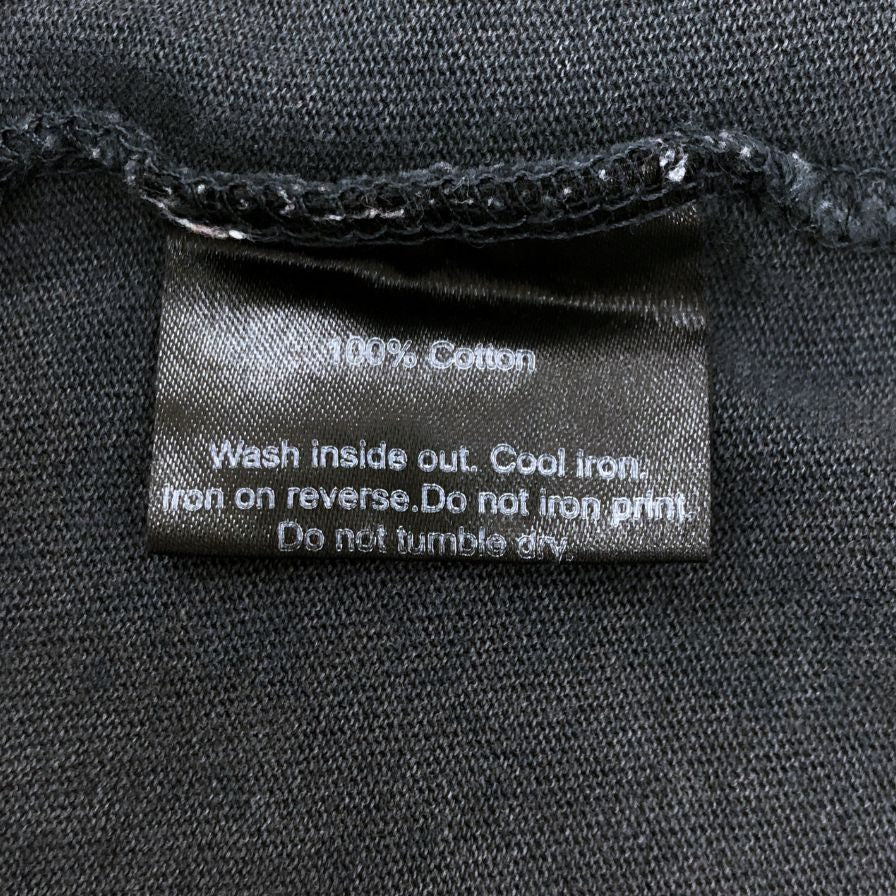 100% Cotton
Wash inside out. Cool iron.
Iron on reverse.Do not iron print.
Do not tumble dry.